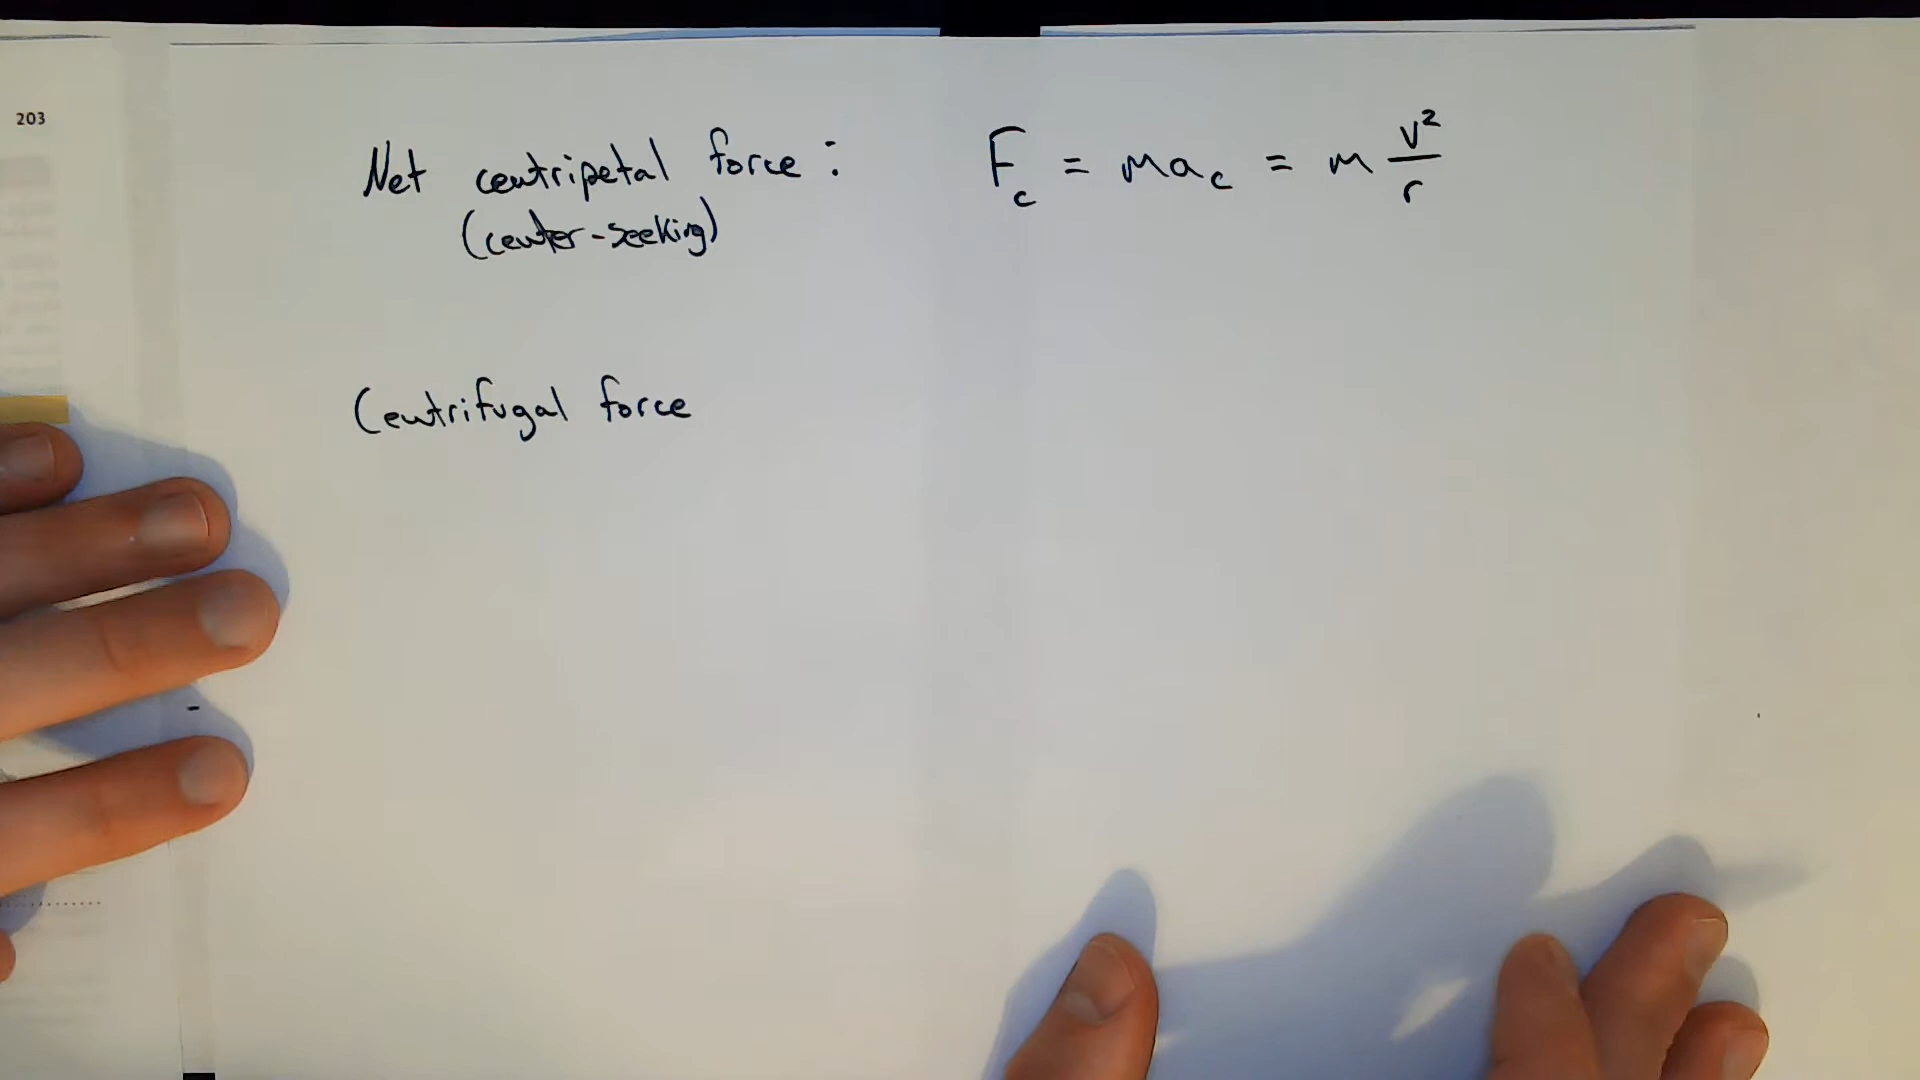 203
Net centripetal force : F_c = ma_c = m v²/r
(center-seeking)
Centrifugal force